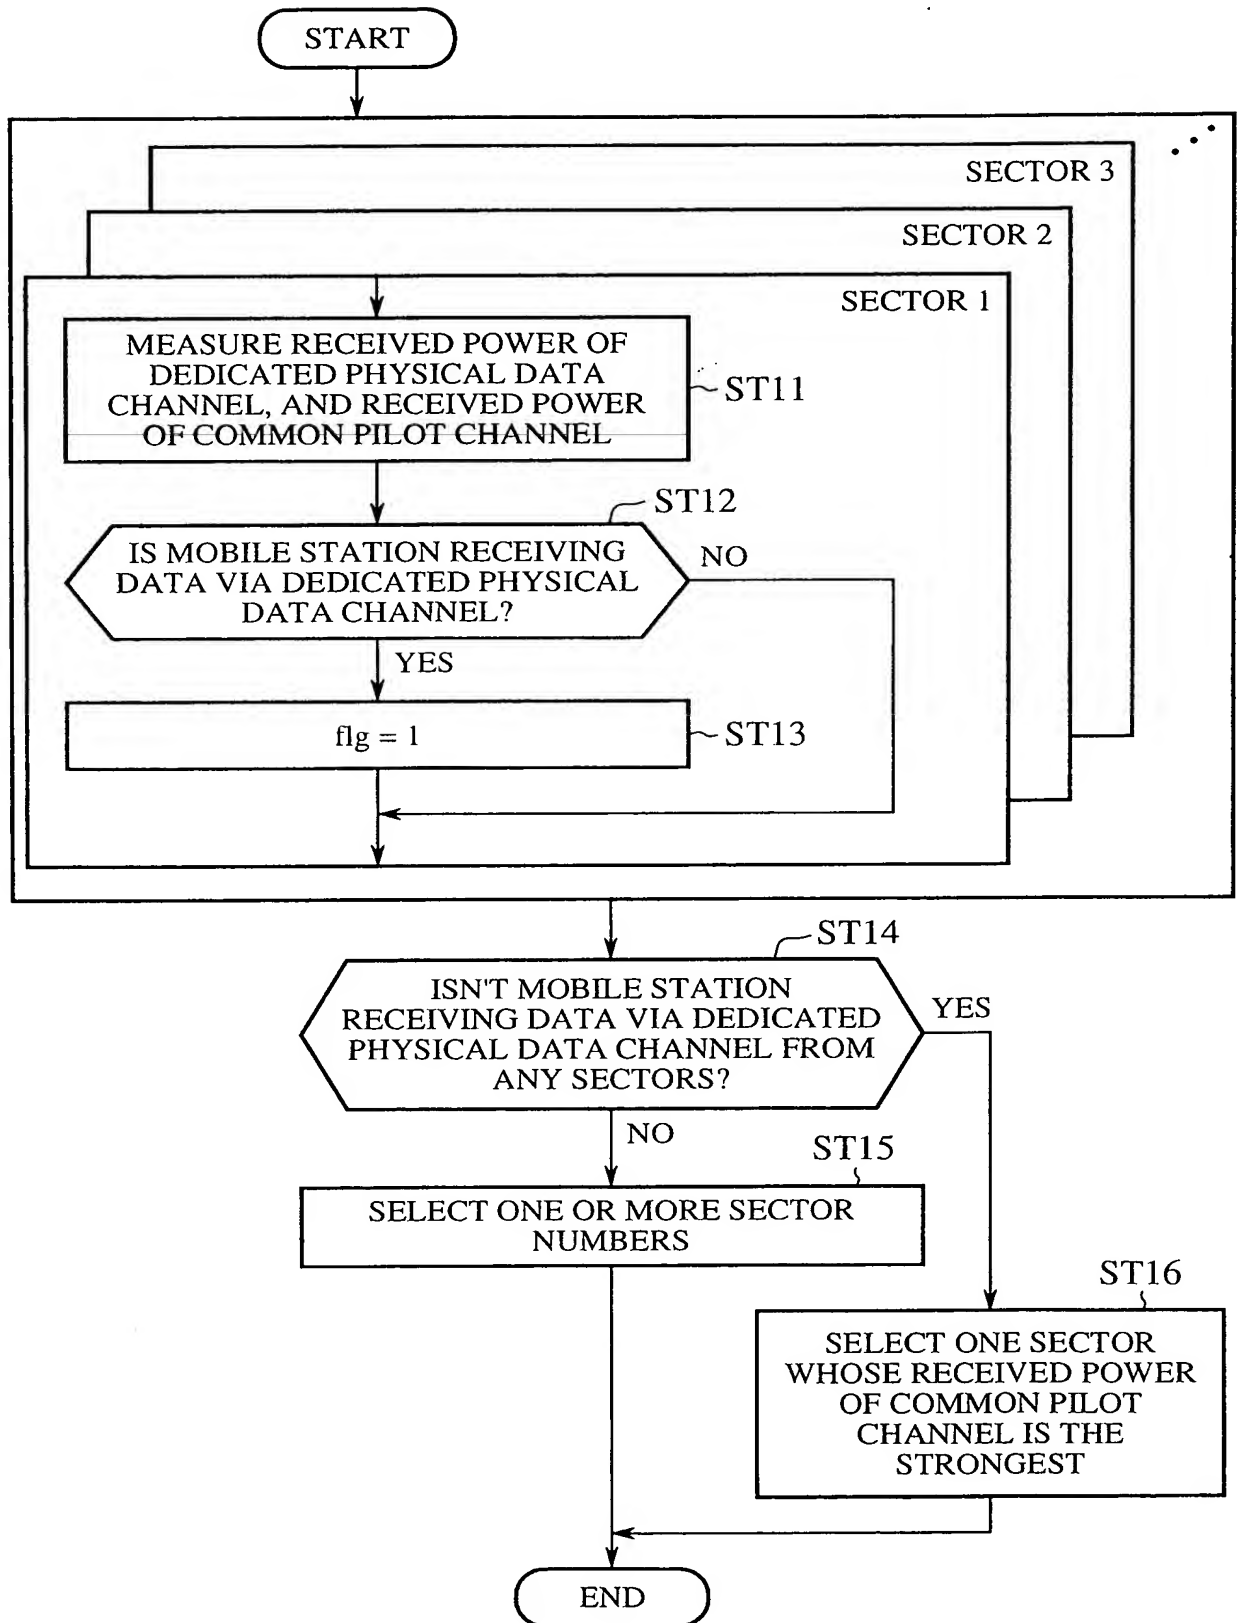 START
SECTOR 3
SECTOR 2
SECTOR 1
MEASURE RECEIVED POWER OF
DEDICATED PHYSICAL DATA
CHANNEL, AND RECEIVED POWER
OF COMMON PILOT CHANNEL
ST11
ST12
IS MOBILE STATION RECEIVING
DATA VIA DEDICATED PHYSICAL
DATA CHANNEL?
NO
YES
flg = 1
ST13
ST14
ISN'T MOBILE STATION
RECEIVING DATA VIA DEDICATED
PHYSICAL DATA CHANNEL FROM
ANY SECTORS?
YES
NO
ST15
SELECT ONE OR MORE SECTOR
NUMBERS
ST16
SELECT ONE SECTOR
WHOSE RECEIVED POWER
OF COMMON PILOT
CHANNEL IS THE
STRONGEST
END